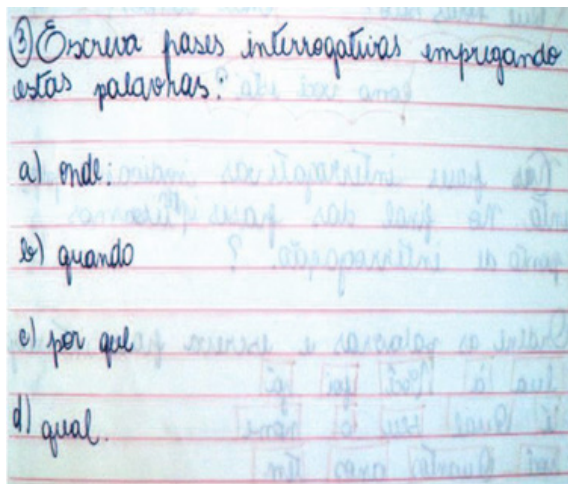 ③ Escreva frases interrogativas empregando
estas palavras:
a) onde:
b) quando
c) por que
d) qual.